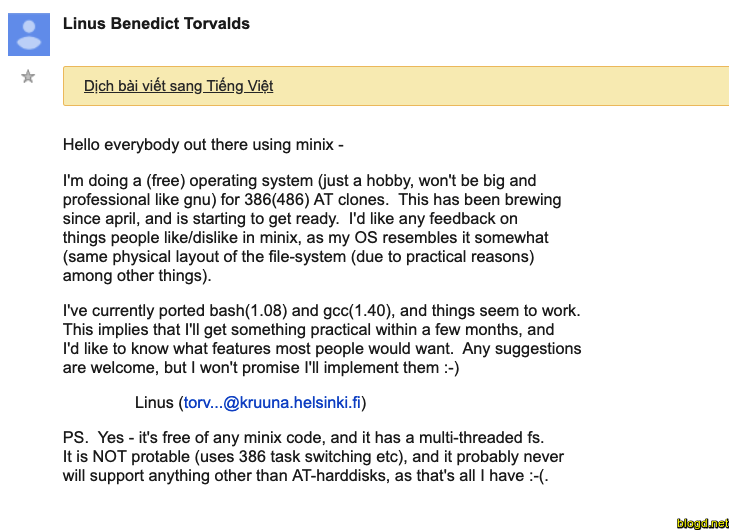 Linus Benedict Torvalds
Dịch bài viết sang Tiếng Việt
Hello everybody out there using minix -
I'm doing a (free) operating system (just a hobby, won't be big and
professional like gnu) for 386(486) AT clones.  This has been brewing
since april, and is starting to get ready.  I'd like any feedback on
things people like/dislike in minix, as my OS resembles it somewhat
(same physical layout of the file-system (due to practical reasons)
among other things).
I've currently ported bash(1.08) and gcc(1.40), and things seem to work.
This implies that I'll get something practical within a few months, and
I'd like to know what features most people would want.  Any suggestions
are welcome, but I won't promise I'll implement them :-)
Linus (torv...@kruuna.helsinki.fi)
PS.  Yes - it's free of any minix code, and it has a multi-threaded fs.
It is NOT protable (uses 386 task switching etc), and it probably never
will support anything other than AT-harddisks, as that's all I have :-(.
blogd.net